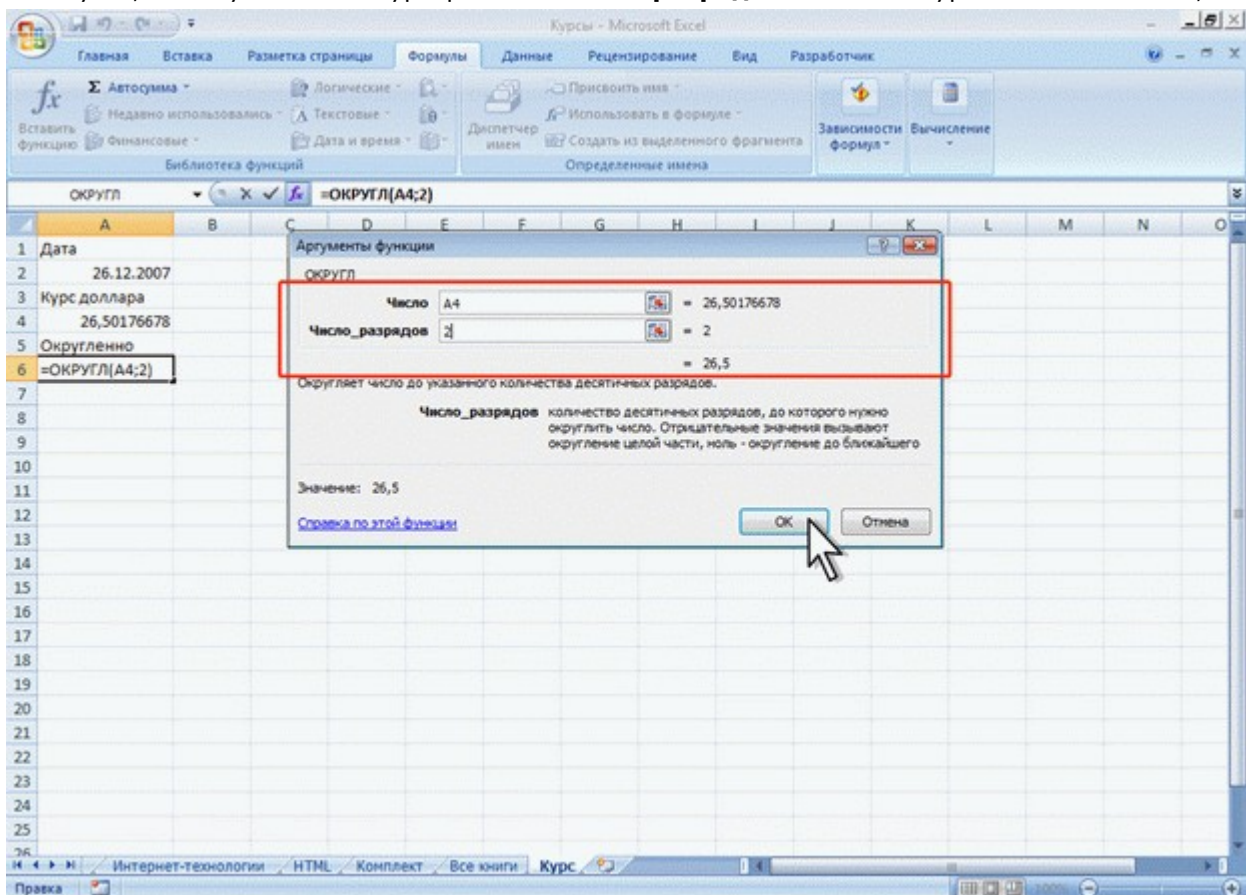 Курсы - Microsoft Excel
Главная Вставка Разметка страницы Формулы Данные Рецензирование Вид Разработчик
fx Σ Автосумма Логические Присвоить имя
Недавно использовались Текстовые Использовать в формуле
Вставить функцию Финансовые Дата и время Диспетчер имен Создать из выделенного фрагмента Зависимости формул Вычисление
Библиотека функций Определенные имена
ОКРУГЛ fx =ОКРУГЛ(A4;2)
A B C D E F G H I J K L M N O
1 Дата
2 26.12.2007
3 Курс доллара
4 26,50176678
5 Округленно
6 =ОКРУГЛ(A4;2)
7
8
9
10
11
12
13
14
15
16
17
18
19
20
21
22
23
24
25
26
Аргументы функции
ОКРУГЛ
Число A4 = 26,50176678
Число_разрядов 2 = 2
= 26,5
Округляет число до указанного количества десятичных разрядов.
Число_разрядов количество десятичных разрядов, до которого нужно
округлить число. Отрицательные значения вызывают
округление целой части, ноль - округление до ближайшего
Значение: 26,5
Справка по этой функции
ОК Отмена
Интернет-технологии HTML Комплект Все книги Курс
Правка 100%